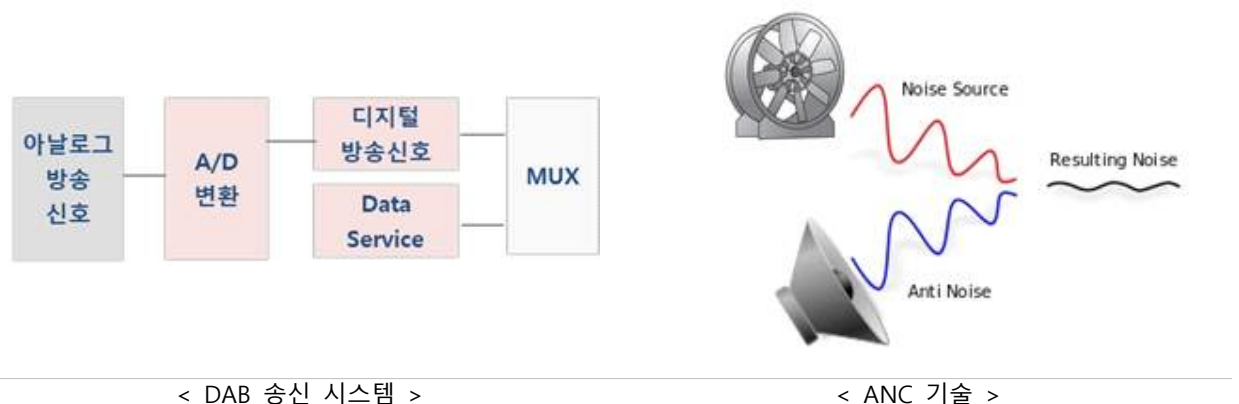 아날로그
방송
신호
A/D
변환
디지털
방송신호
Data
Service
MUX
Noise Source
Resulting Noise
Anti Noise
< DAB 송신 시스템 >
< ANC 기술 >